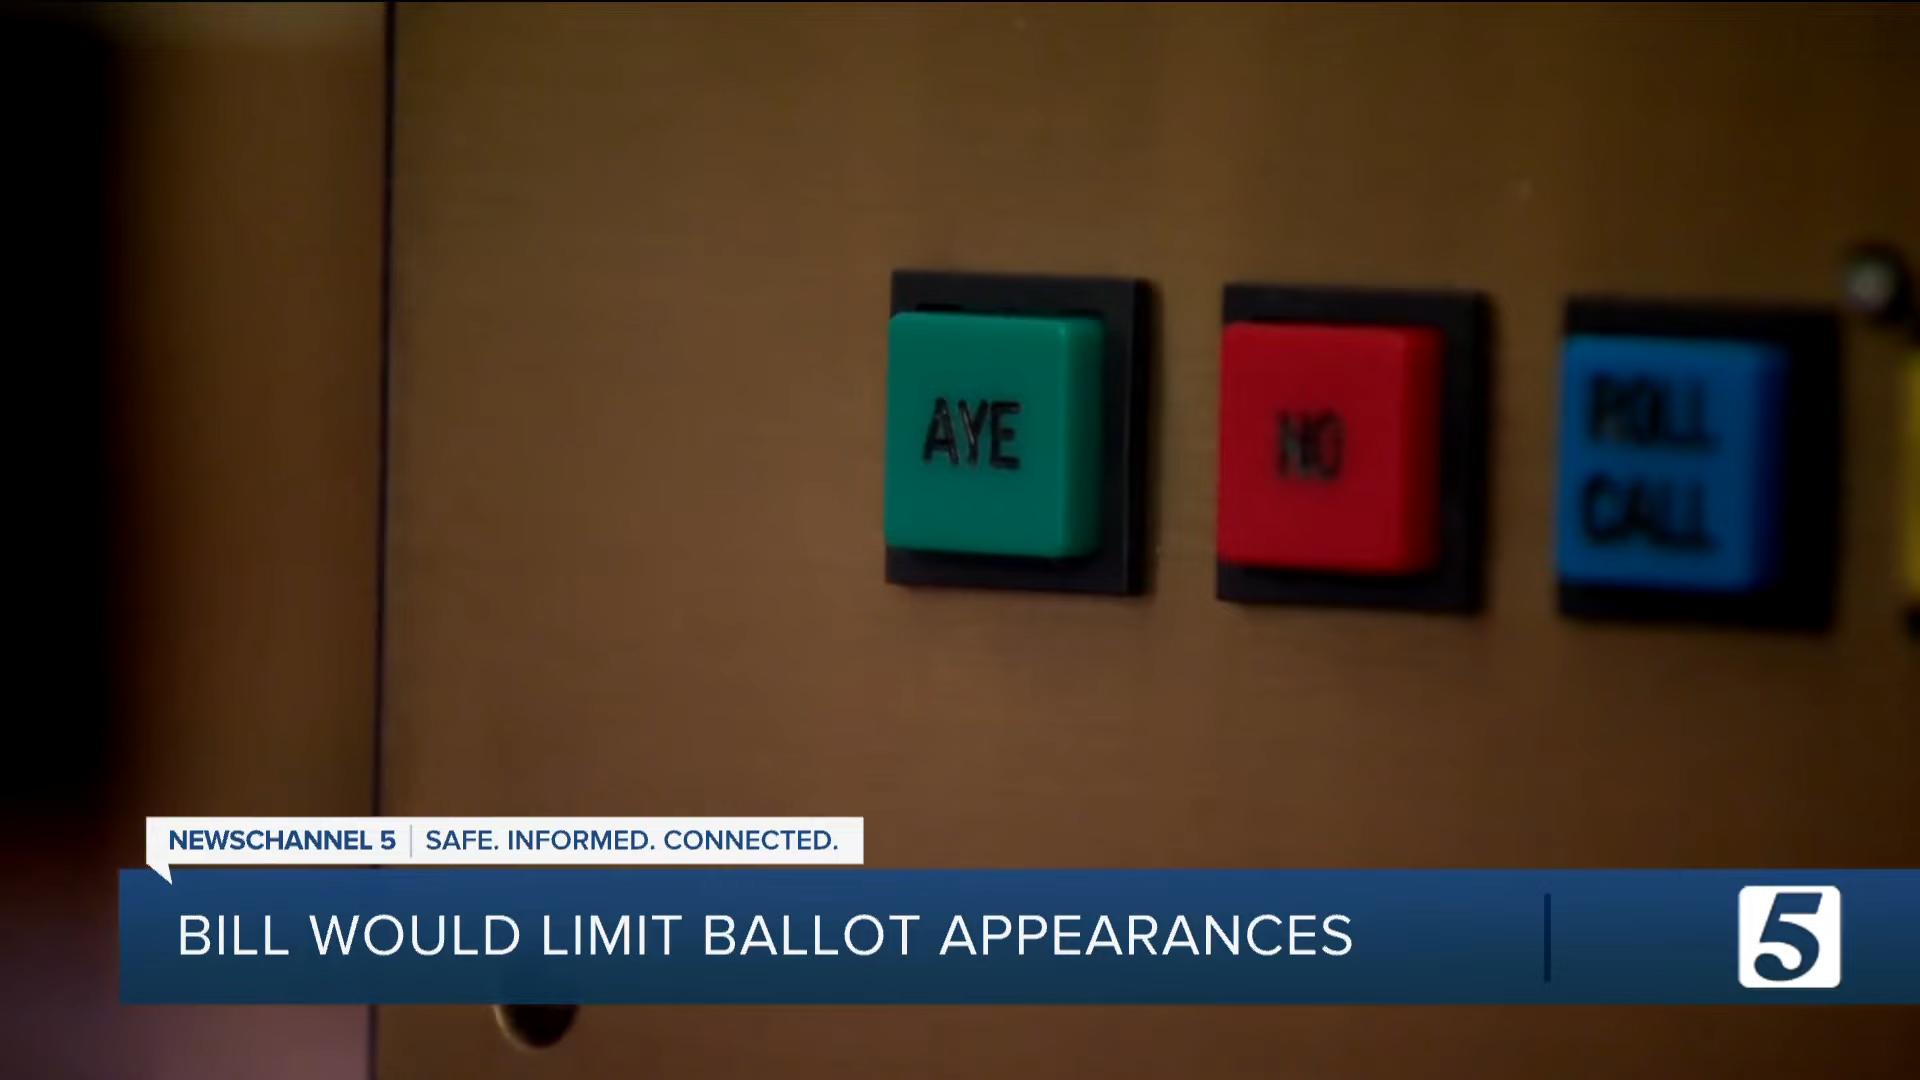 AYE
NO
ROLL
CALL
NEWSCHANNEL 5 | SAFE. INFORMED. CONNECTED.
BILL WOULD LIMIT BALLOT APPEARANCES
5